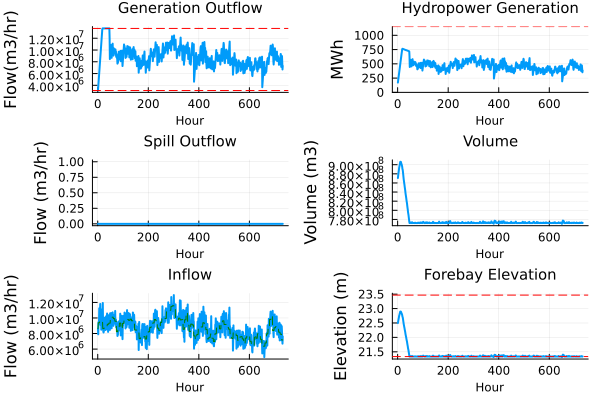 Generation Outflow
Flow(m3/hr)
1.20×10⁷
1.00×10⁷
8.00×10⁶
6.00×10⁶
4.00×10⁶
0 200 400 600
Hour
Hydropower Generation
MWh
1000
750
500
250
0
0 200 400 600
Hour
Spill Outflow
Flow (m3/hr)
1.00
0.75
0.50
0.25
0.00
0 200 400 600
Hour
Volume
Volume (m3)
9.00×10⁸
8.80×10⁸
8.60×10⁸
8.40×10⁸
8.20×10⁸
8.00×10⁸
7.80×10⁸
0 200 400 600
Hour
Inflow
Flow (m3/hr)
1.20×10⁷
1.00×10⁷
8.00×10⁶
6.00×10⁶
0 200 400 600
Hour
Forebay Elevation
Elevation (m)
23.5
23.0
22.5
22.0
21.5
0 200 400 600
Hour